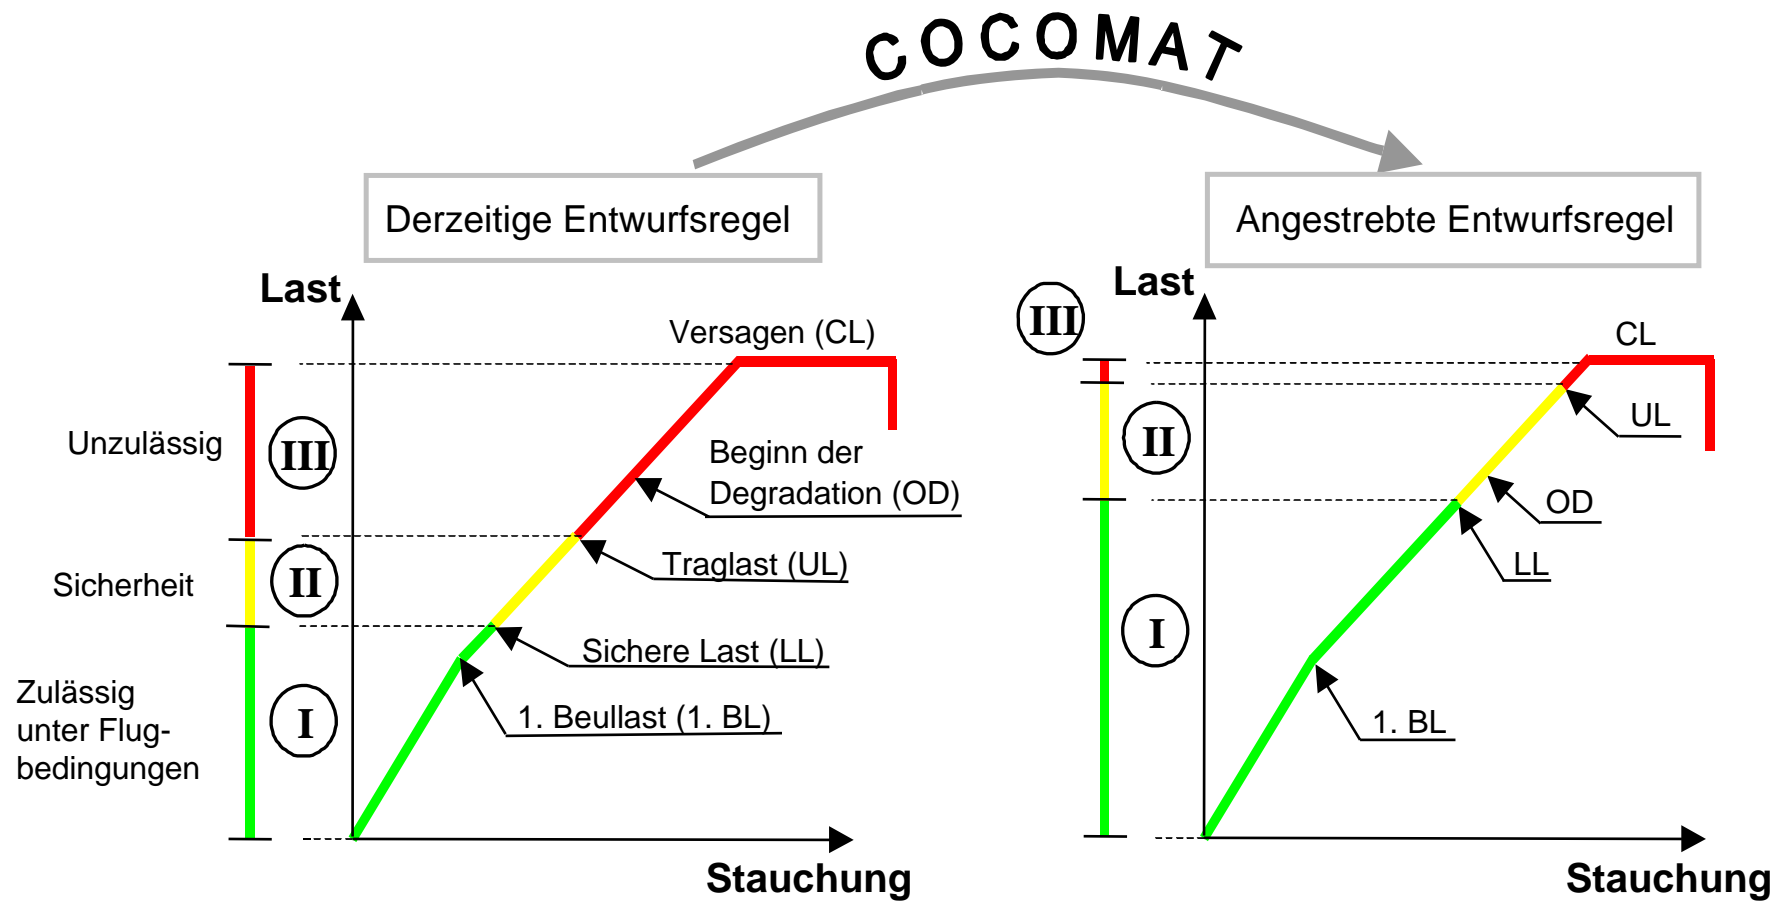 COCOMAT
Derzeitige Entwurfsregel
Angestrebte Entwurfsregel
Last
Versagen (CL)
Unzulässig
III
Beginn der
Degradation (OD)
Traglast (UL)
Sicherheit
II
Sichere Last (LL)
Zulässig
unter Flug-
bedingungen
I
1. Beullast (1. BL)
Stauchung
Last
III
CL
UL
II
OD
LL
I
1. BL
Stauchung